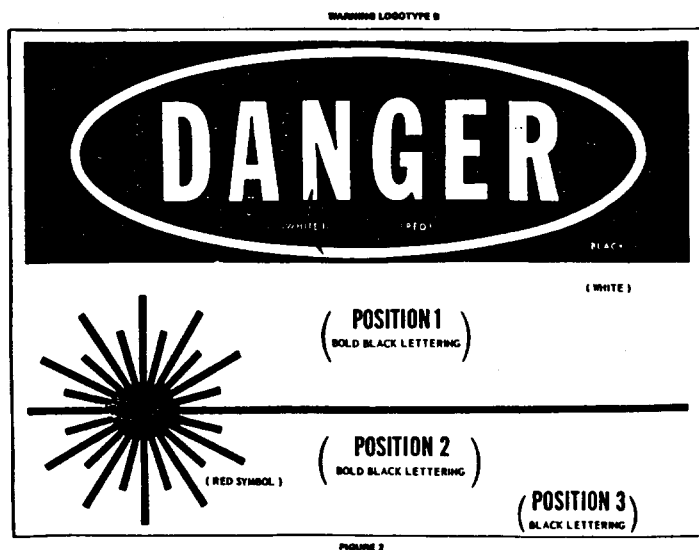 WARNING LOGOTYPE B
DANGER
(WHITE) (RED)
BLACK
(WHITE)
(POSITION 1
BOLD BLACK LETTERING)
(POSITION 2
BOLD BLACK LETTERING)
(RED SYMBOL)
(POSITION 3
BLACK LETTERING)
FIGURE 2